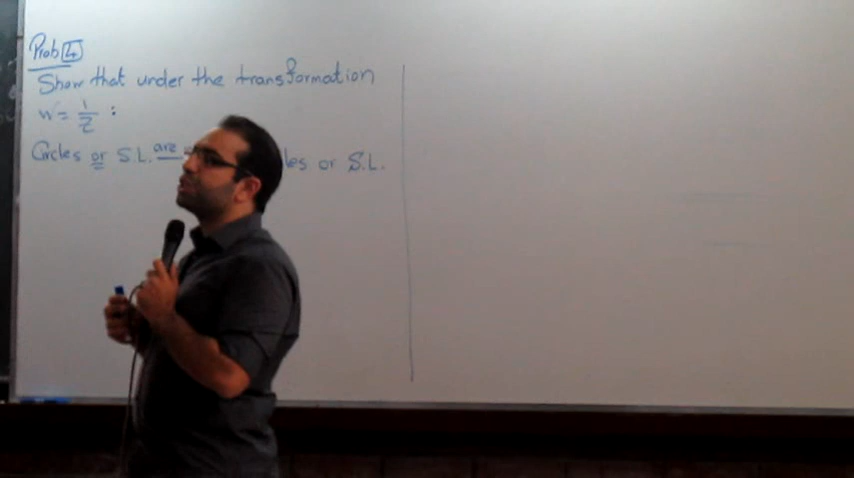 Prob 4
Show that under the transformation
w = 1/z :
Circles or S.L. are les or S.L.